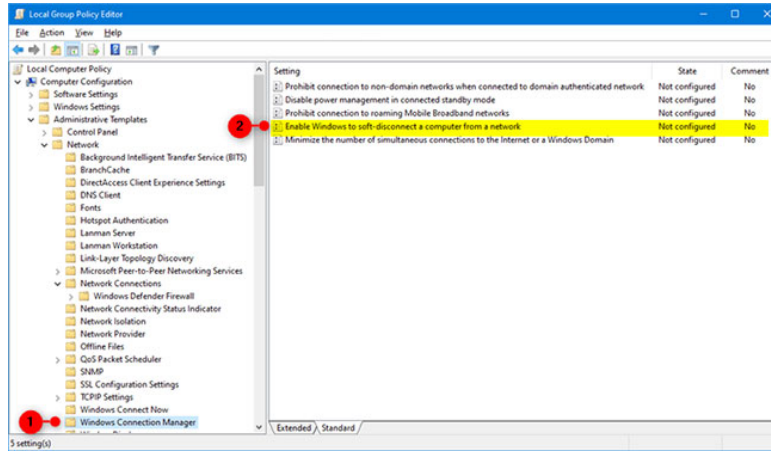 Local Group Policy Editor
File Action View Help
Local Computer Policy
Computer Configuration
Software Settings
Windows Settings
Administrative Templates
Control Panel
Network
Background Intelligent Transfer Service (BITS)
BranchCache
DirectAccess Client Experience Settings
DNS Client
Fonts
Hotspot Authentication
Lanman Server
Lanman Workstation
Link-Layer Topology Discovery
Microsoft Peer-to-Peer Networking Services
Network Connections
Windows Defender Firewall
Network Connectivity Status Indicator
Network Isolation
Network Provider
Offline Files
QoS Packet Scheduler
SNMP
SSL Configuration Settings
TCPIP Settings
Windows Connect Now
1 Windows Connection Manager
Setting State Comment
Prohibit connection to non-domain networks when connected to domain authenticated network Not configured No
Disable power management in connected standby mode Not configured No
Prohibit connection to roaming Mobile Broadband networks Not configured No
2 Enable Windows to soft-disconnect a computer from a network Not configured No
Minimize the number of simultaneous connections to the Internet or a Windows Domain Not configured No
Extended Standard
5 setting(s)